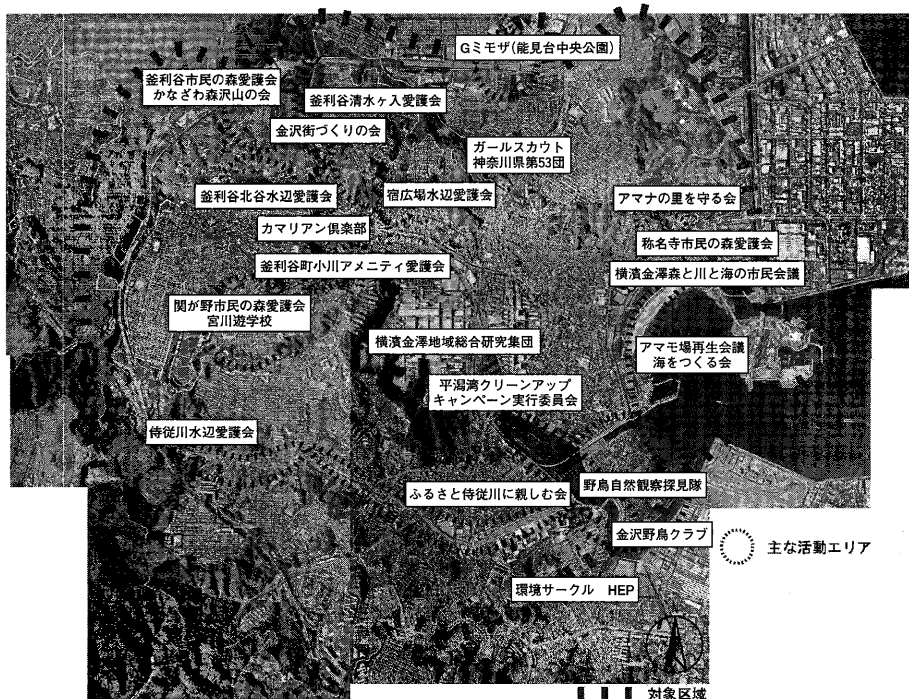 Gミモザ(能見台中央公園)
釜利谷市民の森愛護会
かなざわ森沢山の会
釜利谷清水ヶ入愛護会
金沢街づくりの会
ガールスカウト
神奈川県第53団
釜利谷北谷水辺愛護会
宿広場水辺愛護会
アマナの里を守る会
カマリアン倶楽部
称名寺市民の森愛護会
釜利谷町小川アメニティ愛護会
横濱金澤森と川と海の市民会議
関が野市民の森愛護会
宮川遊学校
横濱金澤地域総合研究集団
アマモ場再生会議
海をつくる会
平潟湾クリーンアップ
キャンペーン実行委員会
侍従川水辺愛護会
ふるさと侍従川に親しむ会
野鳥自然観察探見隊
金沢野鳥クラブ
主な活動エリア
環境サークル HEP
対象区域